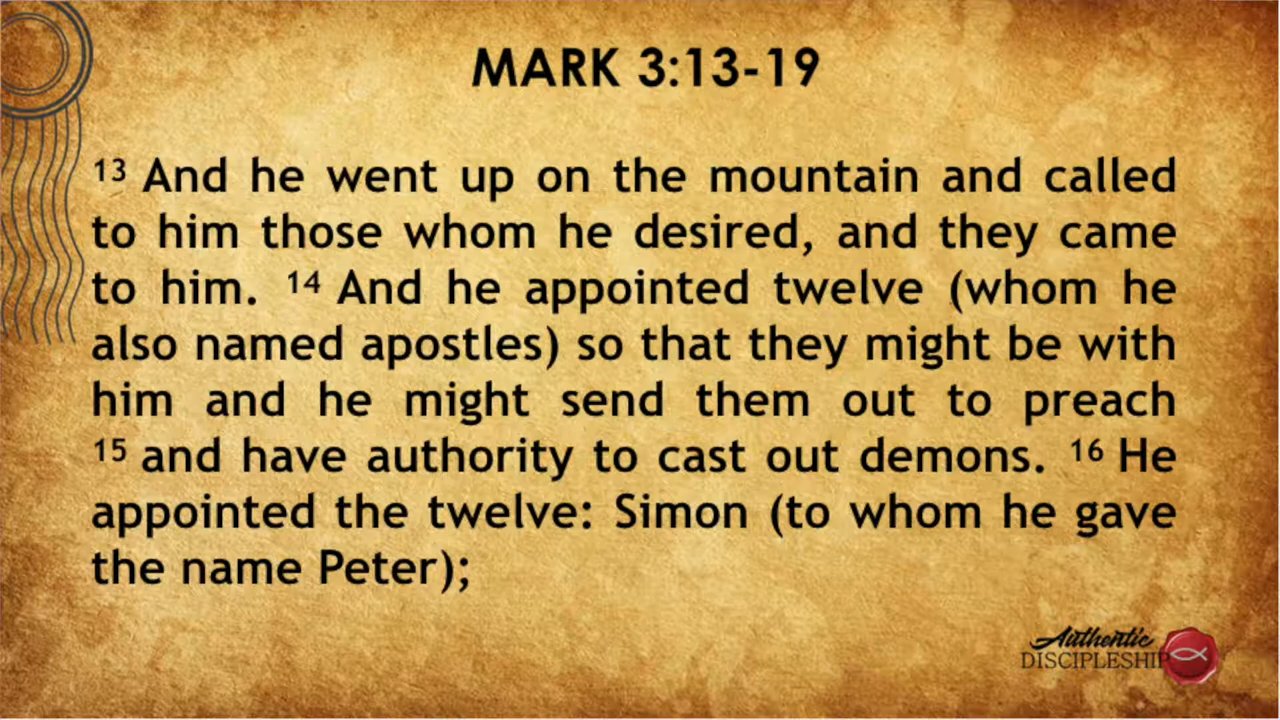 MARK 3:13-19
¹³ And he went up on the mountain and called
to him those whom he desired, and they came
to him. ¹⁴ And he appointed twelve (whom he
also named apostles) so that they might be with
him and he might send them out to preach
¹⁵ and have authority to cast out demons. ¹⁶ He
appointed the twelve: Simon (to whom he gave
the name Peter);
Authentic
DISCIPLESHIP